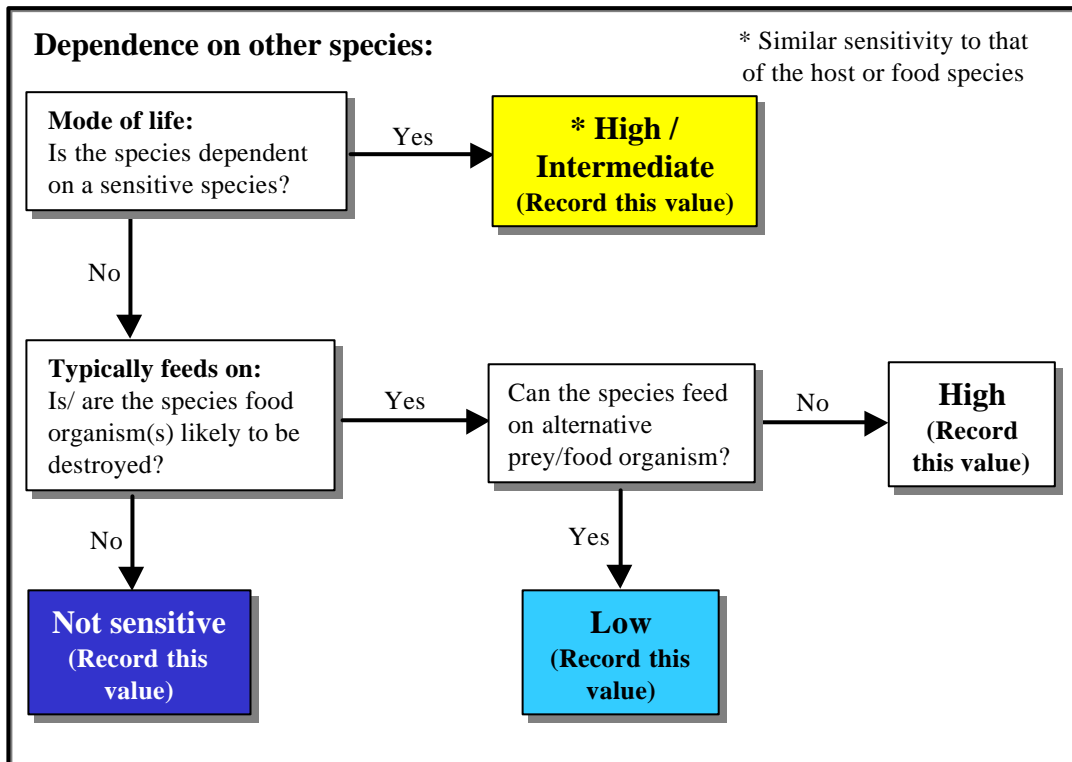 Dependence on other species:
* Similar sensitivity to that
of the host or food species
Mode of life:
Is the species dependent
on a sensitive species?
Yes
* High /
Intermediate
(Record this value)
No
Typically feeds on:
Is/ are the species food
organism(s) likely to be
destroyed?
Yes
Can the species feed
on alternative
prey/food organism?
No
High
(Record
this value)
No
Yes
Not sensitive
(Record this
value)
Low
(Record this
value)